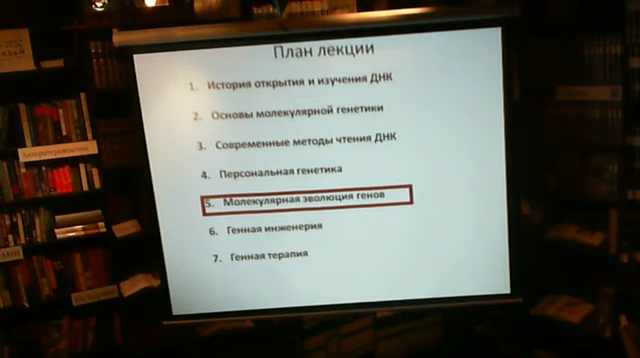 План лекции
1. История открытия и изучения ДНК
2. Основы молекулярной генетики
3. Современные методы чтения ДНК
4. Персональная генетика
5. Молекулярная эволюция генов
6. Генная инженерия
7. Генная терапия
Литературоведение